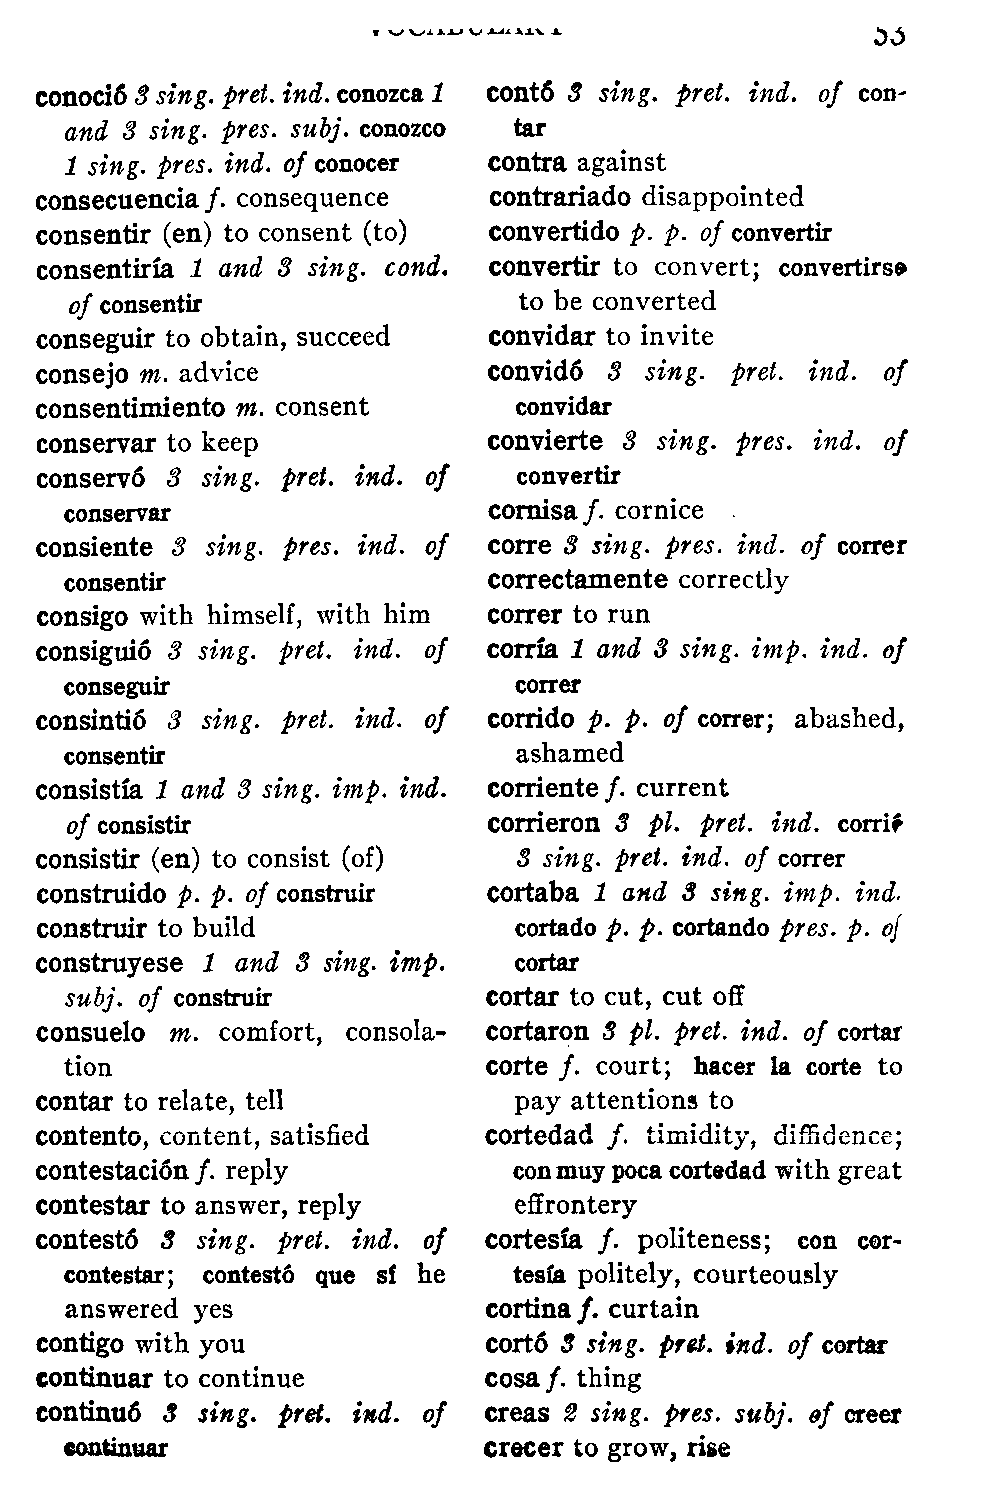 VOCABULARY 53
conoció 3 sing. pret. ind. conozca 1
and 3 sing. pres. subj. conozco
1 sing. pres. ind. of conocer
consecuencia f. consequence
consentir (en) to consent (to)
consentiría 1 and 3 sing. cond.
of consentir
conseguir to obtain, succeed
consejo m. advice
consentimiento m. consent
conservar to keep
conservó 3 sing. pret. ind. of
conservar
consiente 3 sing. pres. ind. of
consentir
consigo with himself, with him
consiguió 3 sing. pret. ind. of
conseguir
consintió 3 sing. pret. ind. of
consentir
consistía 1 and 3 sing. imp. ind.
of consistir
consistir (en) to consist (of)
construido p. p. of construir
construir to build
construyese 1 and 3 sing. imp.
subj. of construir
consuelo m. comfort, consola-
tion
contar to relate, tell
contento, content, satisfied
contestación f. reply
contestar to answer, reply
contestó 3 sing. pret. ind. of
contestar; contestó que sí he
answered yes
contigo with you
continuar to continue
continuó 3 sing. pret. ind. of
continuar
contó 3 sing. pret. ind. of con-
tar
contra against
contrariado disappointed
convertido p. p. of convertir
convertir to convert; convertirse
to be converted
convidar to invite
convidó 3 sing. pret. ind. of
convidar
convierte 3 sing. pres. ind. of
convertir
cornisa f. cornice
corre 3 sing. pres. ind. of correr
correctamente correctly
correr to run
corría 1 and 3 sing. imp. ind. of
correr
corrido p. p. of correr; abashed,
ashamed
corriente f. current
corrieron 3 pl. pret. ind. corrió
3 sing. pret. ind. of correr
cortaba 1 and 3 sing. imp. ind.
cortado p. p. cortando pres. p. of
cortar
cortar to cut, cut off
cortaron 3 pl. pret. ind. of cortar
corte f. court; hacer la corte to
pay attentions to
cortedad f. timidity, diffidence;
con muy poca cortedad with great
effrontery
cortesía f. politeness; con cor-
tesía politely, courteously
cortina f. curtain
cortó 3 sing. pret. ind. of cortar
cosa f. thing
creas 2 sing. pres. subj. of creer
crecer to grow, rise